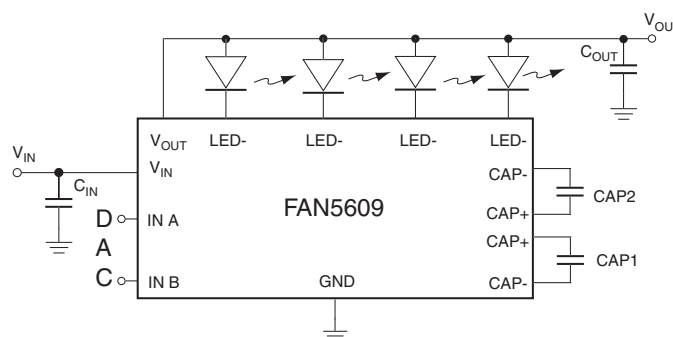 V_OU
C_OUT
V_OUT LED- LED- LED- LED-
V_IN
V_IN
C_IN
CAP-
CAP2
FAN5609
D
IN A
CAP+
A
CAP+
CAP1
C
IN B
GND
CAP-